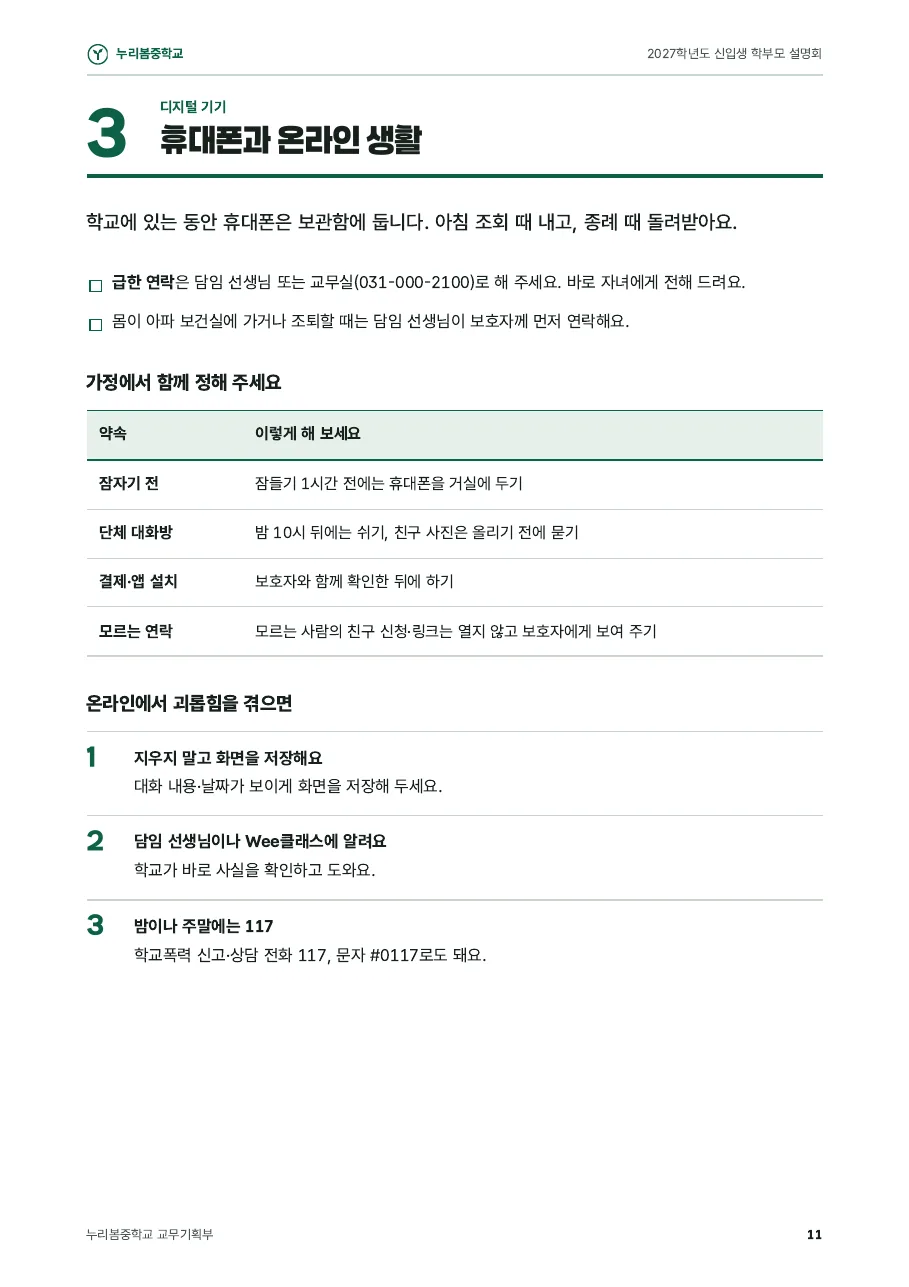 누리봄중학교
2027학년도 신입생 학부모 설명회
3
디지털 기기
휴대폰과 온라인 생활
학교에 있는 동안 휴대폰은 보관함에 둡니다. 아침 조회 때 내고, 종례 때 돌려받아요.
급한 연락은 담임 선생님 또는 교무실(031-000-2100)로 해 주세요. 바로 자녀에게 전해 드려요.
몸이 아파 보건실에 가거나 조퇴할 때는 담임 선생님이 보호자께 먼저 연락해요.
가정에서 함께 정해 주세요
약속 이렇게 해 보세요
잠자기 전 잠들기 1시간 전에는 휴대폰을 거실에 두기
단체 대화방 밤 10시 뒤에는 쉬기, 친구 사진은 올리기 전에 묻기
결제·앱 설치 보호자와 함께 확인한 뒤에 하기
모르는 연락 모르는 사람의 친구 신청·링크는 열지 않고 보호자에게 보여 주기
온라인에서 괴롭힘을 겪으면
1 지우지 말고 화면을 저장해요
대화 내용·날짜가 보이게 화면을 저장해 두세요.
2 담임 선생님이나 Wee클래스에 알려요
학교가 바로 사실을 확인하고 도와요.
3 밤이나 주말에는 117
학교폭력 신고·상담 전화 117, 문자 #0117로도 돼요.
누리봄중학교 교무기획부
11